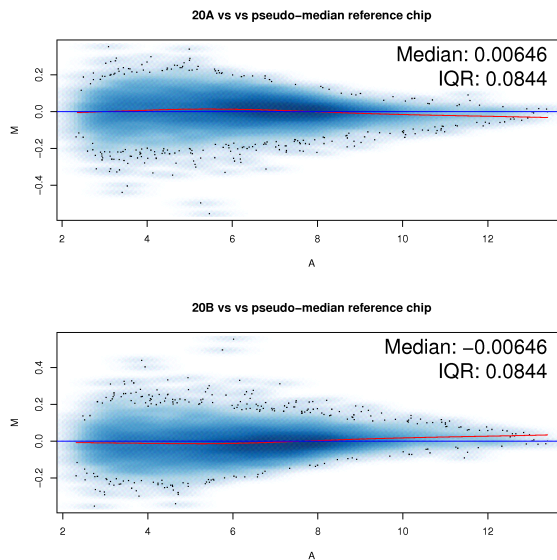 20A vs vs pseudo−median reference chip
Median: 0.00646
IQR: 0.0844
0.2
0.0
−0.2
−0.4
M
2 4 6 8 10 12
A
20B vs vs pseudo−median reference chip
Median: −0.00646
IQR: 0.0844
0.4
0.2
0.0
−0.2
M
2 4 6 8 10 12
A